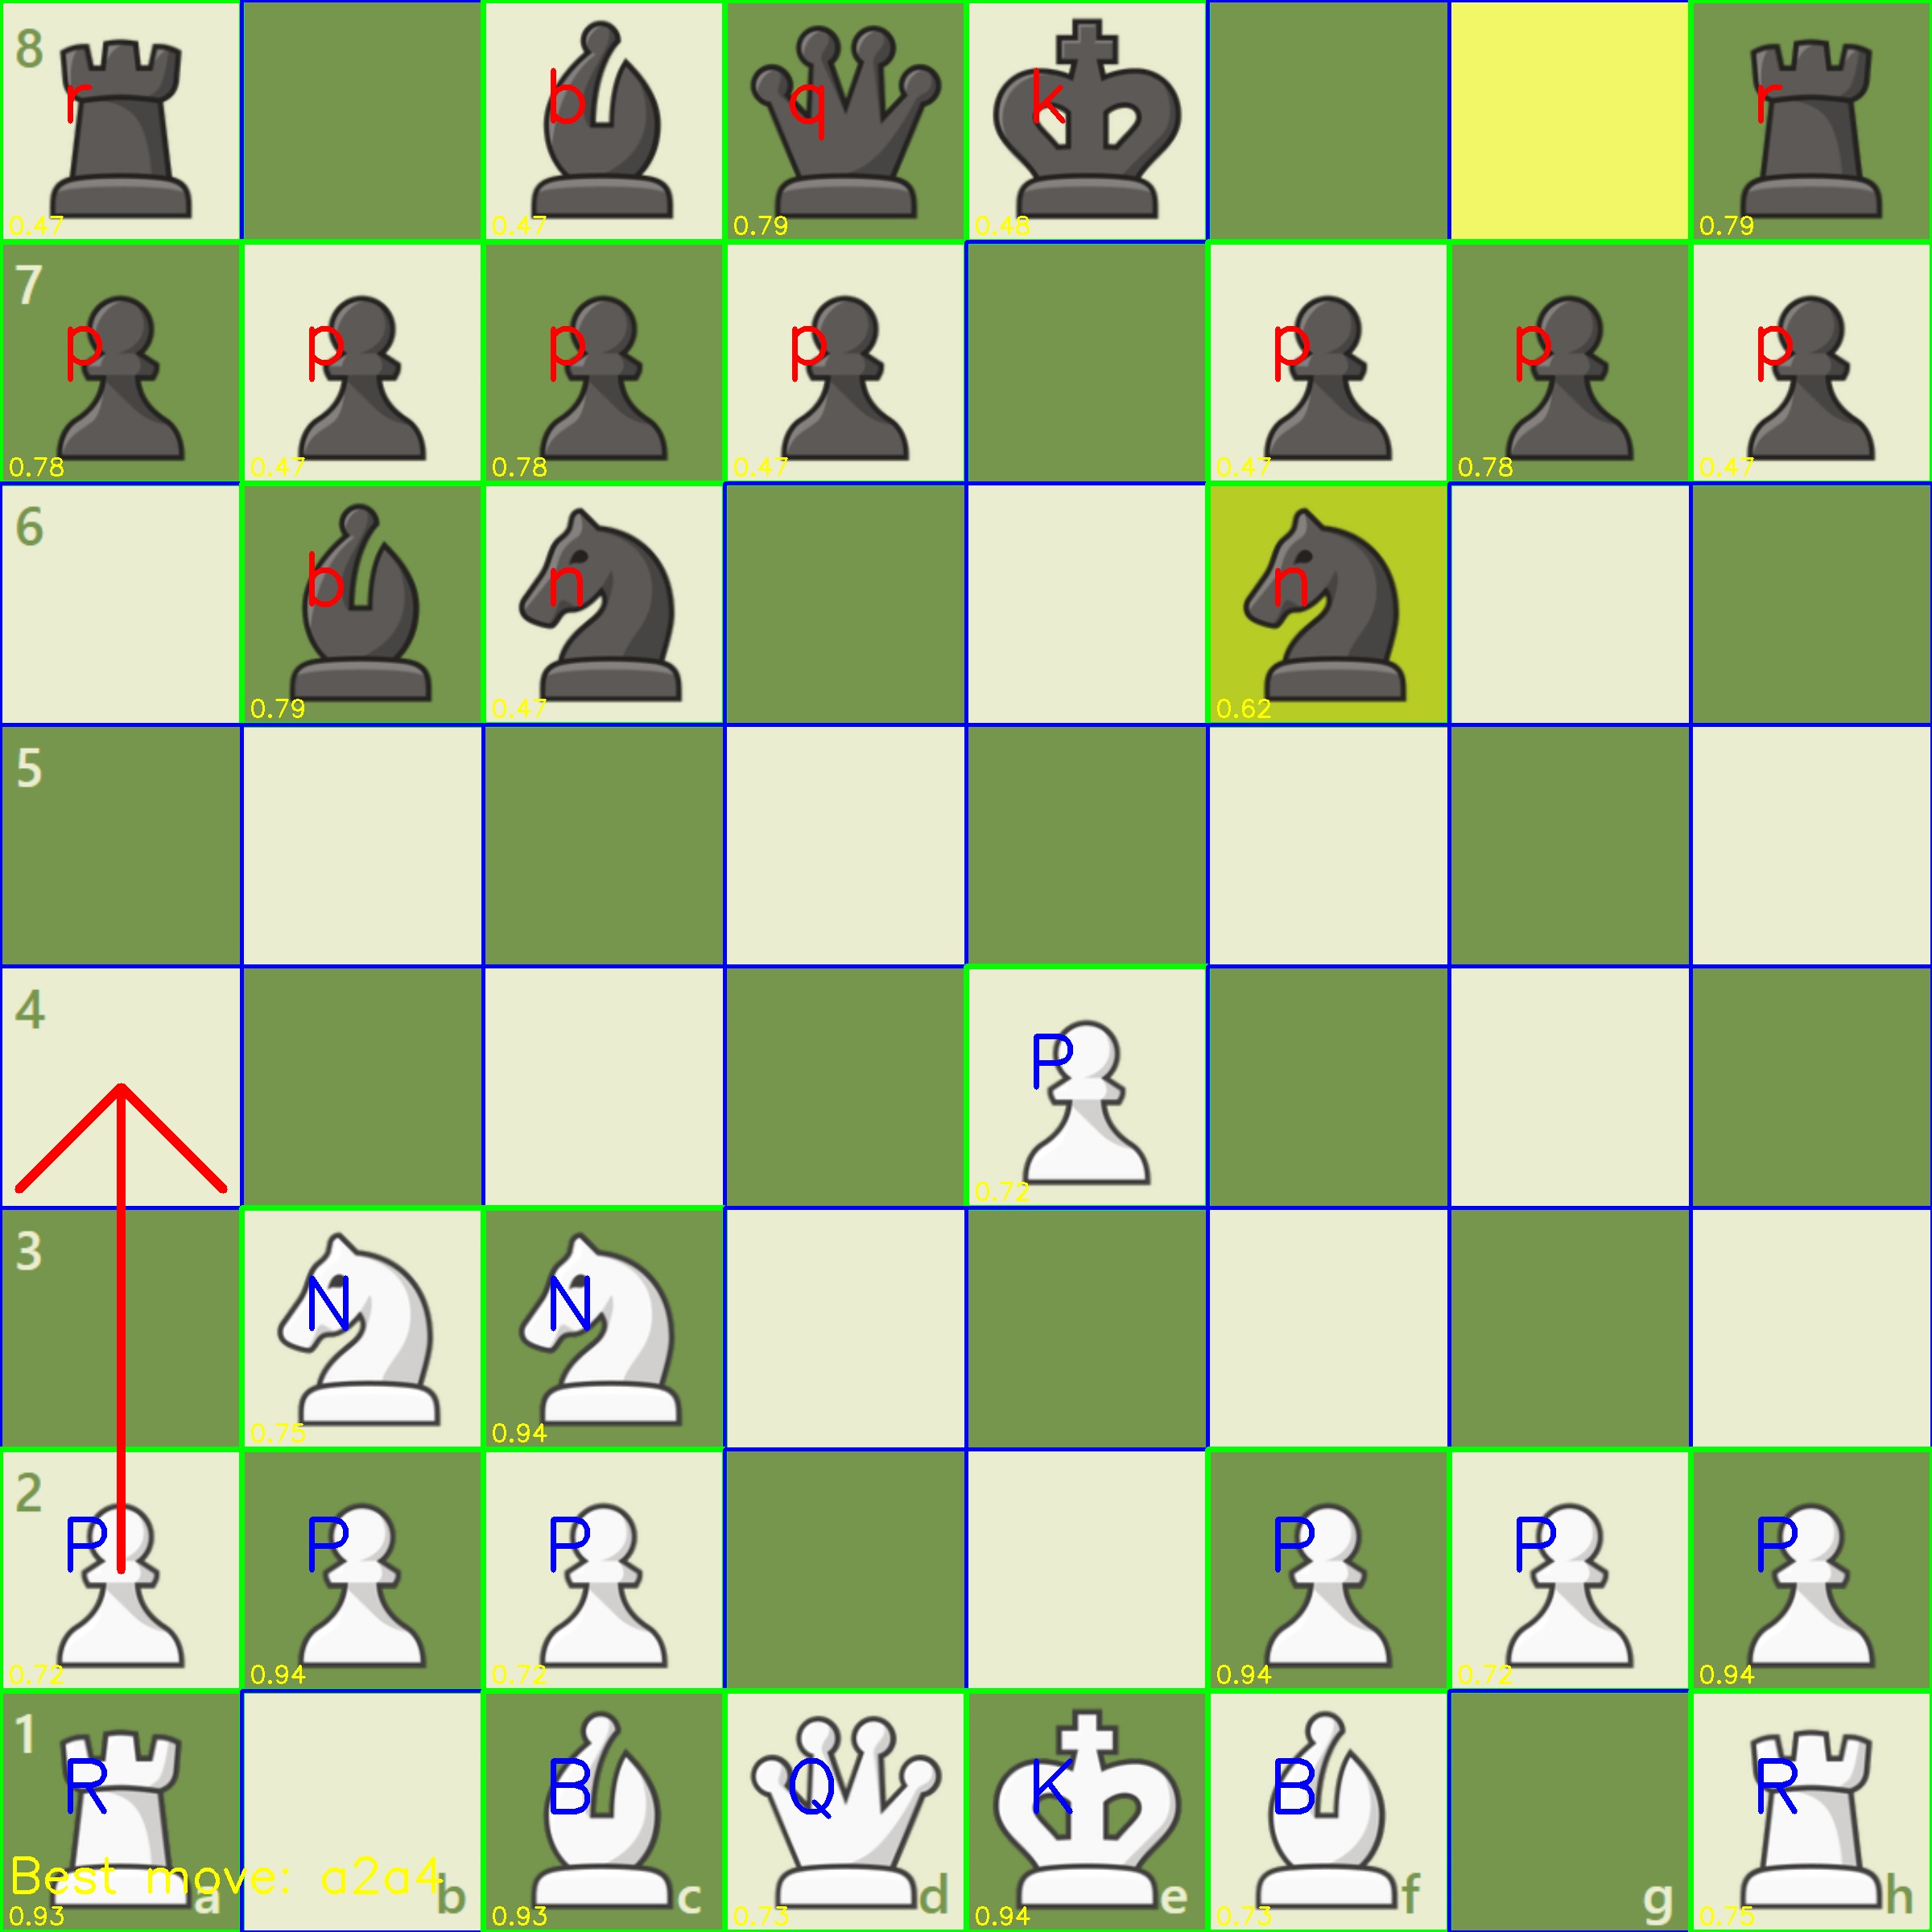 8 r b q k r
0.47 0.47 0.79 0.48 0.79
7 p p p p p p p
0.78 0.47 0.78 0.47 0.47 0.78 0.47
6 b n n
0.79 0.47 0.62
5
4 P
0.72
3 N N
0.75 0.94
2 P P P P P P
0.72 0.94 0.72 0.94 0.72 0.94
1 R B Q K B R
Best move: a2a4
a b c d e f g h
0.93 0.93 0.73 0.94 0.73 0.75